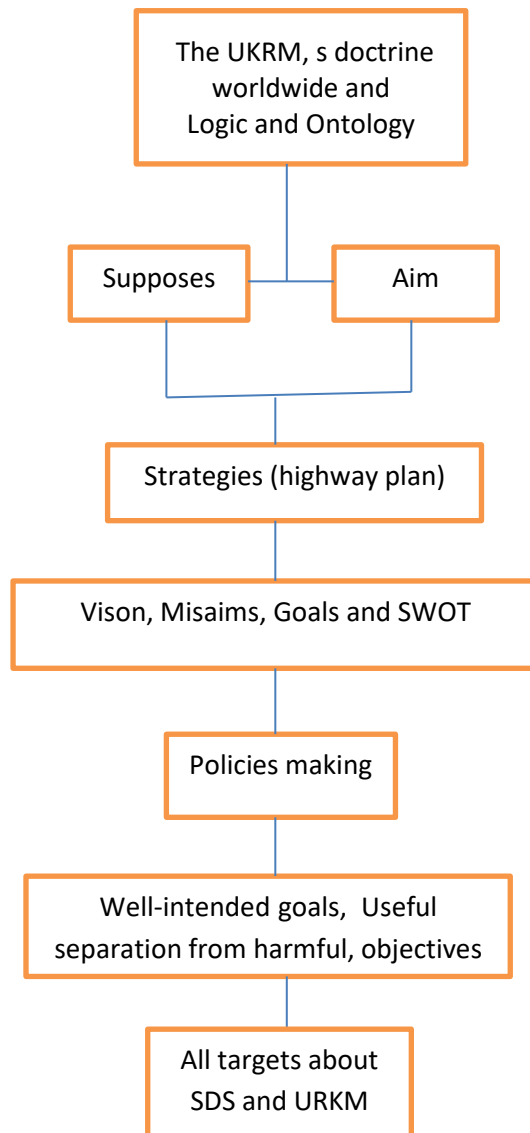 The UKRM, s doctrine
worldwide and
Logic and Ontology
Supposes
Aim
Strategies (highway plan)
Vison, Misaims, Goals and SWOT
Policies making
Well-intended goals, Useful
separation from harmful, objectives
All targets about
SDS and URKM